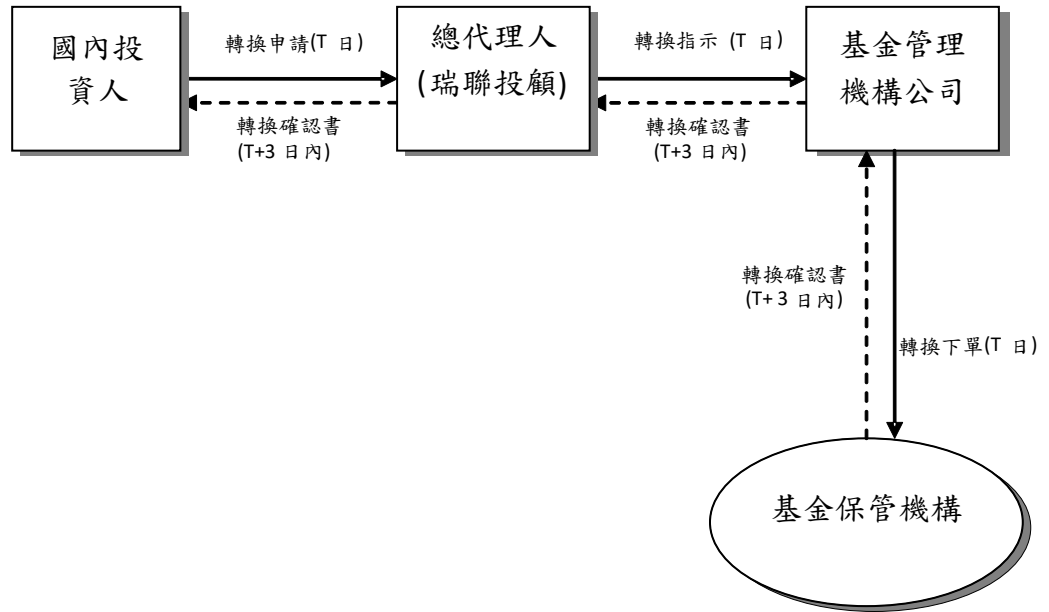 國內投
資人
轉換申請(T 日)
轉換確認書
(T+3 日內)
總代理人
(瑞聯投顧)
轉換指示 (T 日)
轉換確認書
(T+3 日內)
基金管理
機構公司
轉換確認書
(T+ 3 日內)
轉換下單(T 日)
基金保管機構